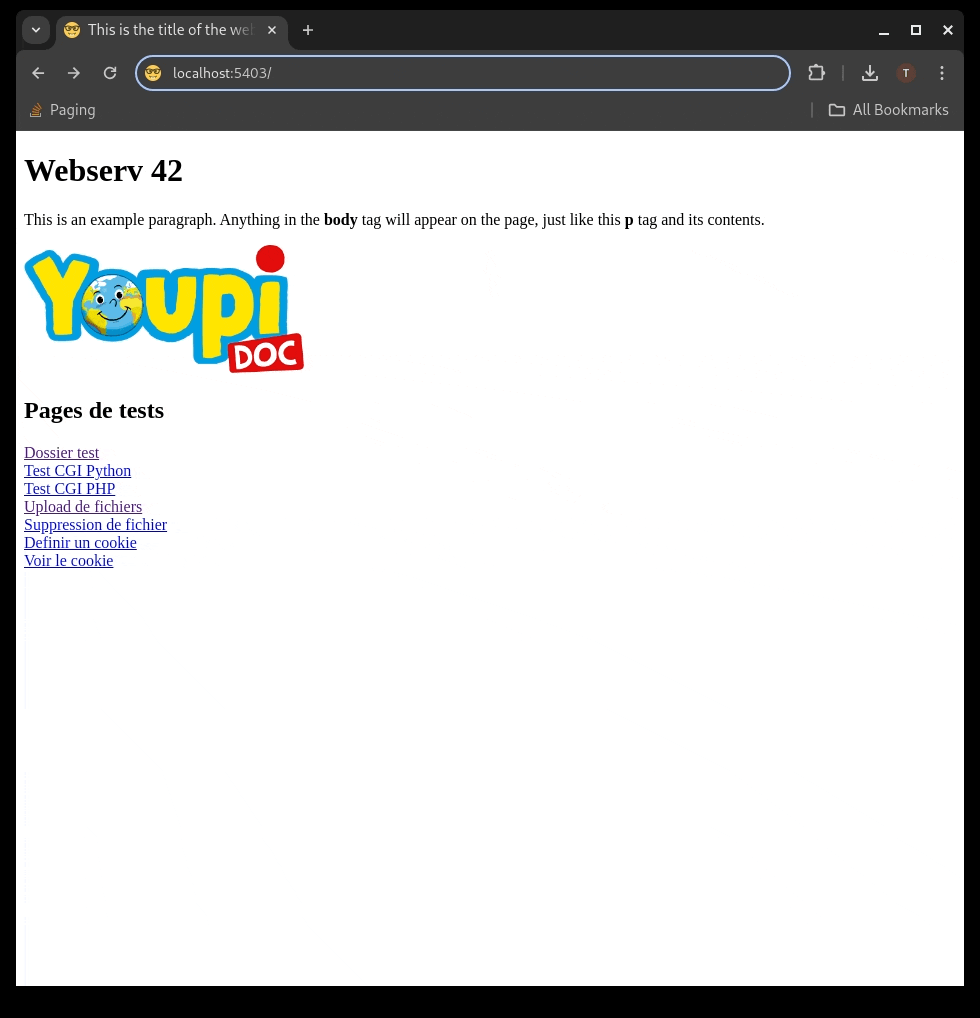 This is the title of the we
localhost:5403/
T
Paging
All Bookmarks
Webserv 42
This is an example paragraph. Anything in the body tag will appear on the page, just like this p tag and its contents.
Youpi
DOC
Pages de tests
Dossier test
Test CGI Python
Test CGI PHP
Upload de fichiers
Suppression de fichier
Definir un cookie
Voir le cookie